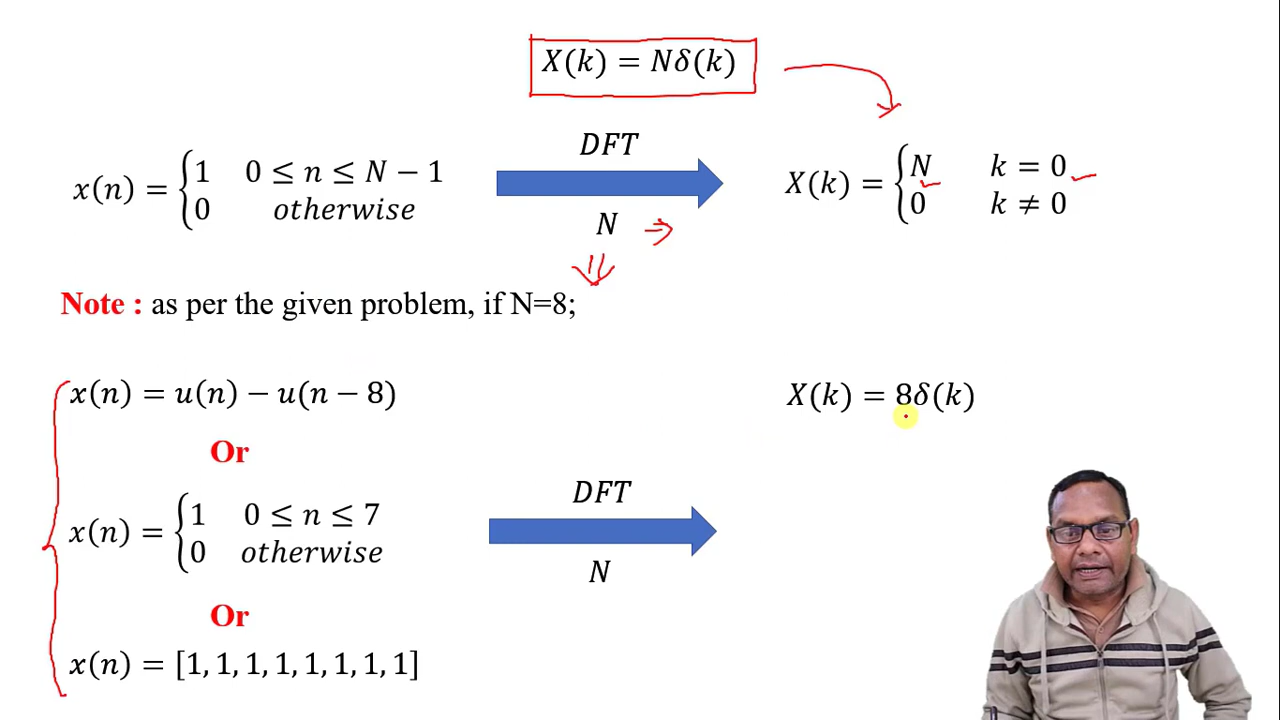 X(k) = Nδ(k)
DFT
x(n) = {1 0 ≤ n ≤ N − 1
0 otherwise
X(k) = {N k = 0
0 k ≠ 0
N
Note : as per the given problem, if N=8;
x(n) = u(n) − u(n − 8)
X(k) = 8δ(k)
Or
x(n) = {1 0 ≤ n ≤ 7
0 otherwise
DFT
N
Or
x(n) = [1, 1, 1, 1, 1, 1, 1, 1]